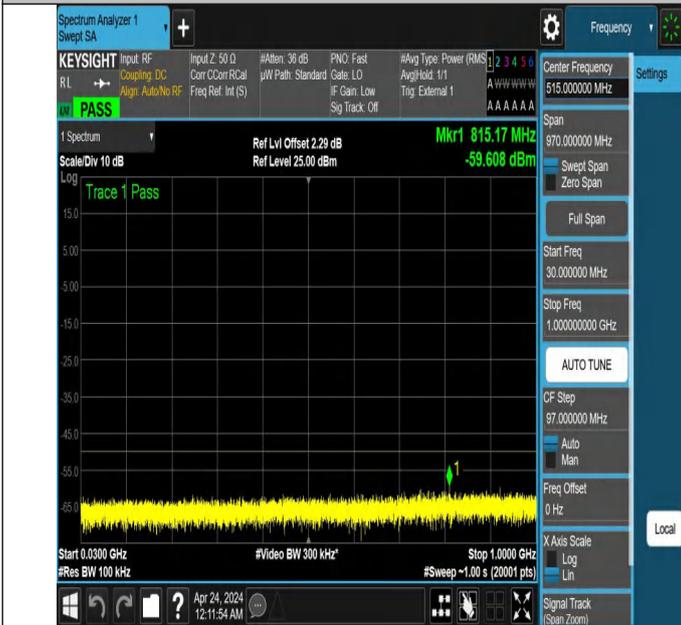 Spectrum Analyzer 1
Swept SA
+
Frequency
KEYSIGHT
RL
PASS
Input: RF
Coupling: DC
Align: Auto/No RF
Input Z: 50 Ω
Corr CCorr RCal
Freq Ref: Int (S)
#Atten: 36 dB
µW Path: Standard
PNO: Fast
Gate: LO
IF Gain: Low
Sig Track: Off
#Avg Type: Power (RMS
Avg|Hold: 1/1
Trig: External 1
1 2 3 4 5 6
A W W W W W
A A A A A A
1 Spectrum
Scale/Div 10 dB
Ref Lvl Offset 2.29 dB
Ref Level 25.00 dBm
Mkr1 815.17 MHz
-59.608 dBm
Log
Trace 1 Pass
15.0
5.00
-5.00
-15.0
-25.0
-35.0
-45.0
-55.0
-65.0
1
Start 0.0300 GHz
#Res BW 100 kHz
#Video BW 300 kHz*
Stop 1.0000 GHz
#Sweep ~1.00 s (20001 pts)
?
Apr 24, 2024
12:11:54 AM
Center Frequency
515.000000 MHz
Span
970.000000 MHz
Swept Span
Zero Span
Full Span
Start Freq
30.000000 MHz
Stop Freq
1.000000000 GHz
AUTO TUNE
CF Step
97.000000 MHz
Auto
Man
Freq Offset
0 Hz
X Axis Scale
Log
Lin
Signal Track
(Span Zoom)
Settings
Local